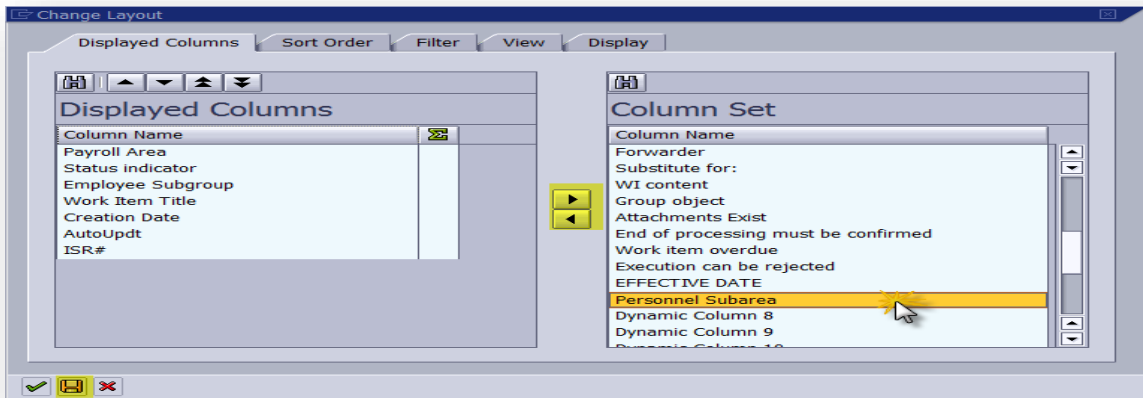 Change Layout
Displayed Columns Sort Order Filter View Display
Displayed Columns
Column Name
Payroll Area
Status indicator
Employee Subgroup
Work Item Title
Creation Date
AutoUpdt
ISR#
Column Set
Column Name
Forwarder
Substitute for:
WI content
Group object
Attachments Exist
End of processing must be confirmed
Work item overdue
Execution can be rejected
EFFECTIVE DATE
Personnel Subarea
Dynamic Column 8
Dynamic Column 9
Dynamic Column 10